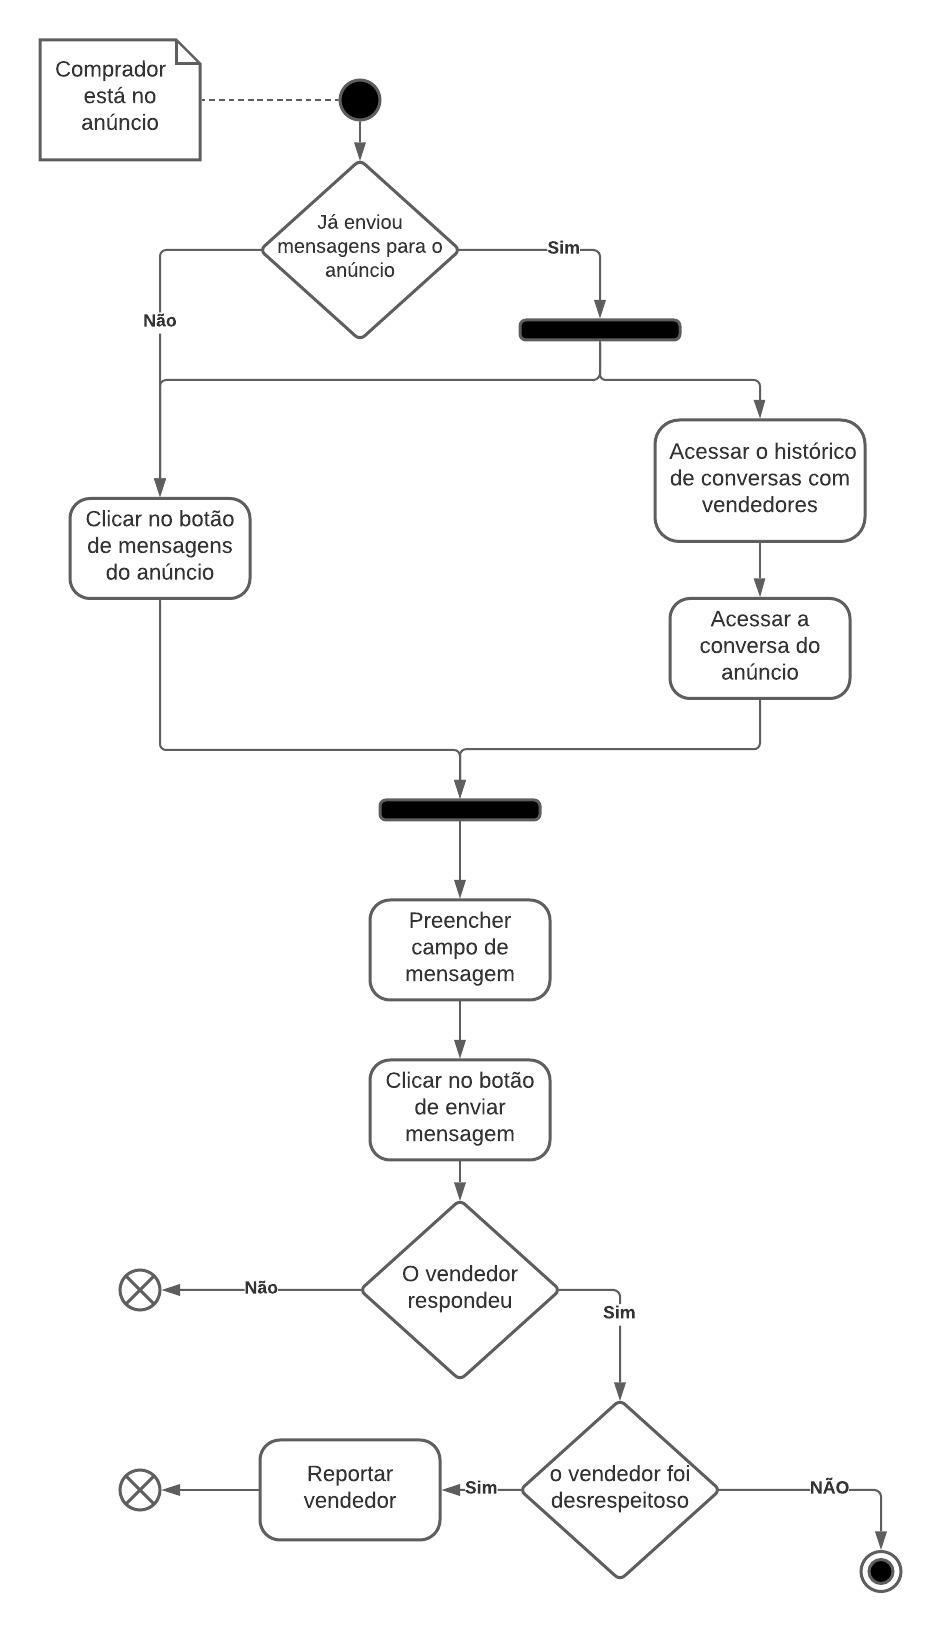 Comprador
está no
anúncio
Já enviou
mensagens para o
anúncio
Sim
Não
Acessar o histórico
de conversas com
vendedores
Clicar no botão
de mensagens
do anúncio
Acessar a
conversa do
anúncio
Preencher
campo de
mensagem
Clicar no botão
de enviar
mensagem
O vendedor
respondeu
Não
Sim
o vendedor foi
desrespeitoso
Sim
NÃO
Reportar
vendedor